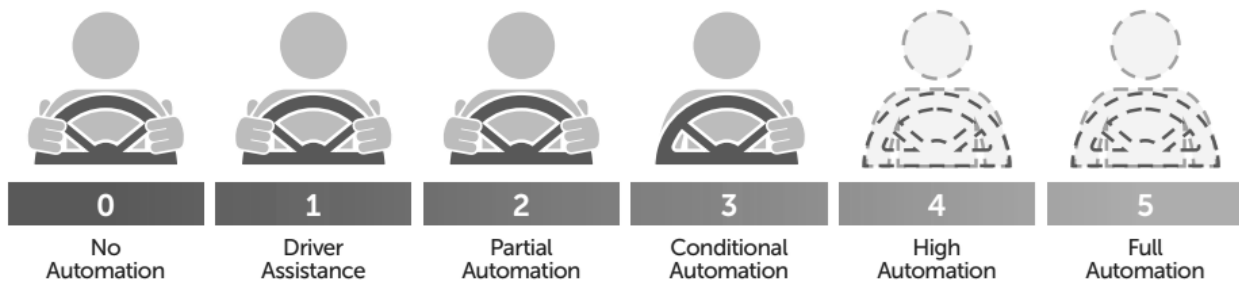 0
No
Automation
1
Driver
Assistance
2
Partial
Automation
3
Conditional
Automation
4
High
Automation
5
Full
Automation